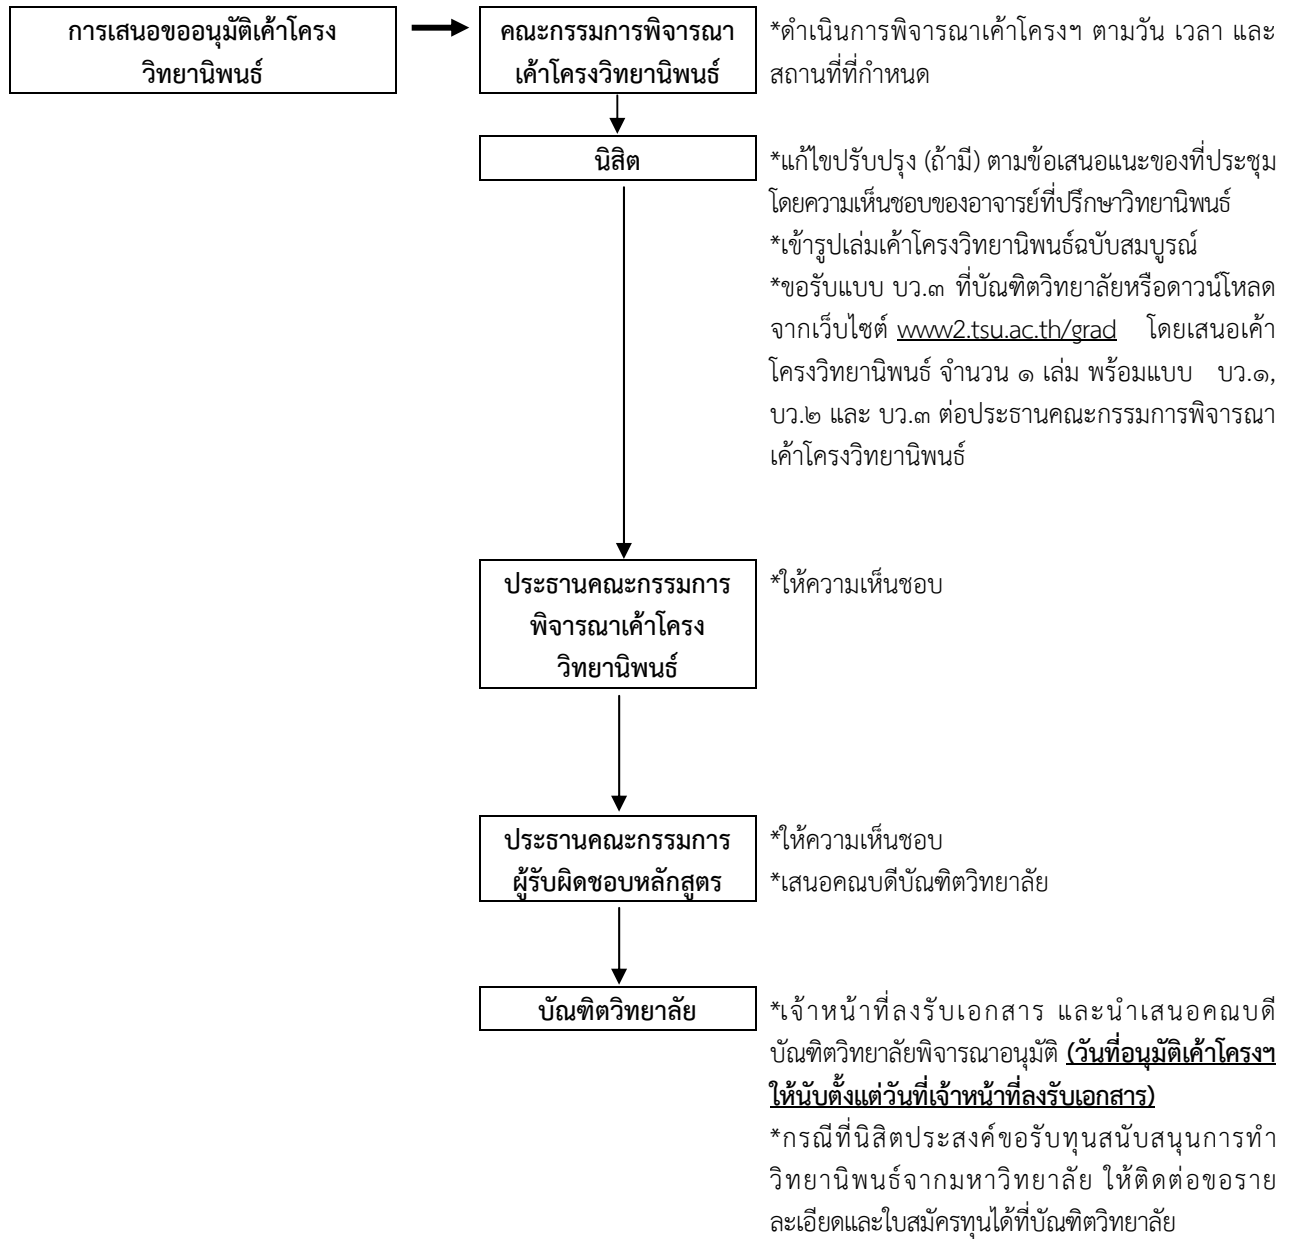 การเสนอขออนุมัติเค้าโครง
วิทยานิพนธ์
คณะกรรมการพิจารณา
เค้าโครงวิทยานิพนธ์
*ดำเนินการพิจารณาเค้าโครงฯ ตามวัน เวลา และ
สถานที่ที่กำหนด
นิสิต
*แก้ไขปรับปรุง (ถ้ามี) ตามข้อเสนอแนะของที่ประชุม
โดยความเห็นชอบของอาจารย์ที่ปรึกษาวิทยานิพนธ์
*เข้ารูปเล่มเค้าโครงวิทยานิพนธ์ฉบับสมบูรณ์
*ขอรับแบบ บว.๓ ที่บัณฑิตวิทยาลัยหรือดาวน์โหลด
จากเว็บไซต์ www2.tsu.ac.th/grad โดยเสนอเค้า
โครงวิทยานิพนธ์ จำนวน ๑ เล่ม พร้อมแบบ บว.๑,
บว.๒ และ บว.๓ ต่อประธานคณะกรรมการพิจารณา
เค้าโครงวิทยานิพนธ์
ประธานคณะกรรมการ
พิจารณาเค้าโครง
วิทยานิพนธ์
*ให้ความเห็นชอบ
ประธานคณะกรรมการ
ผู้รับผิดชอบหลักสูตร
*ให้ความเห็นชอบ
*เสนอคณบดีบัณฑิตวิทยาลัย
บัณฑิตวิทยาลัย
*เจ้าหน้าที่ลงรับเอกสาร และนำเสนอคณบดี
บัณฑิตวิทยาลัยพิจารณาอนุมัติ (วันที่อนุมัติเค้าโครงฯ
ให้นับตั้งแต่วันที่เจ้าหน้าที่ลงรับเอกสาร)
*กรณีที่นิสิตประสงค์ขอรับทุนสนับสนุนการทำ
วิทยานิพนธ์จากมหาวิทยาลัย ให้ติดต่อขอราย
ละเอียดและใบสมัครทุนได้ที่บัณฑิตวิทยาลัย